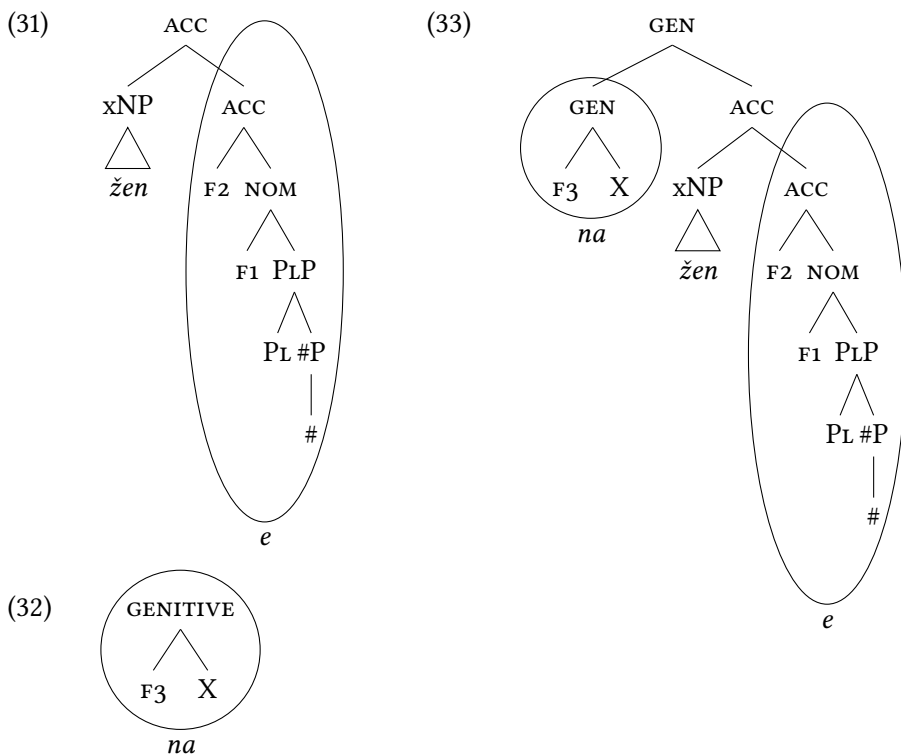 (31)
ACC
xNP ACC
žen F2 NOM
F1 PLP
PL #P
#
e
(33)
GEN
GEN ACC
F3 X xNP ACC
na žen F2 NOM
F1 PLP
PL #P
#
e
(32)
GENITIVE
F3 X
na